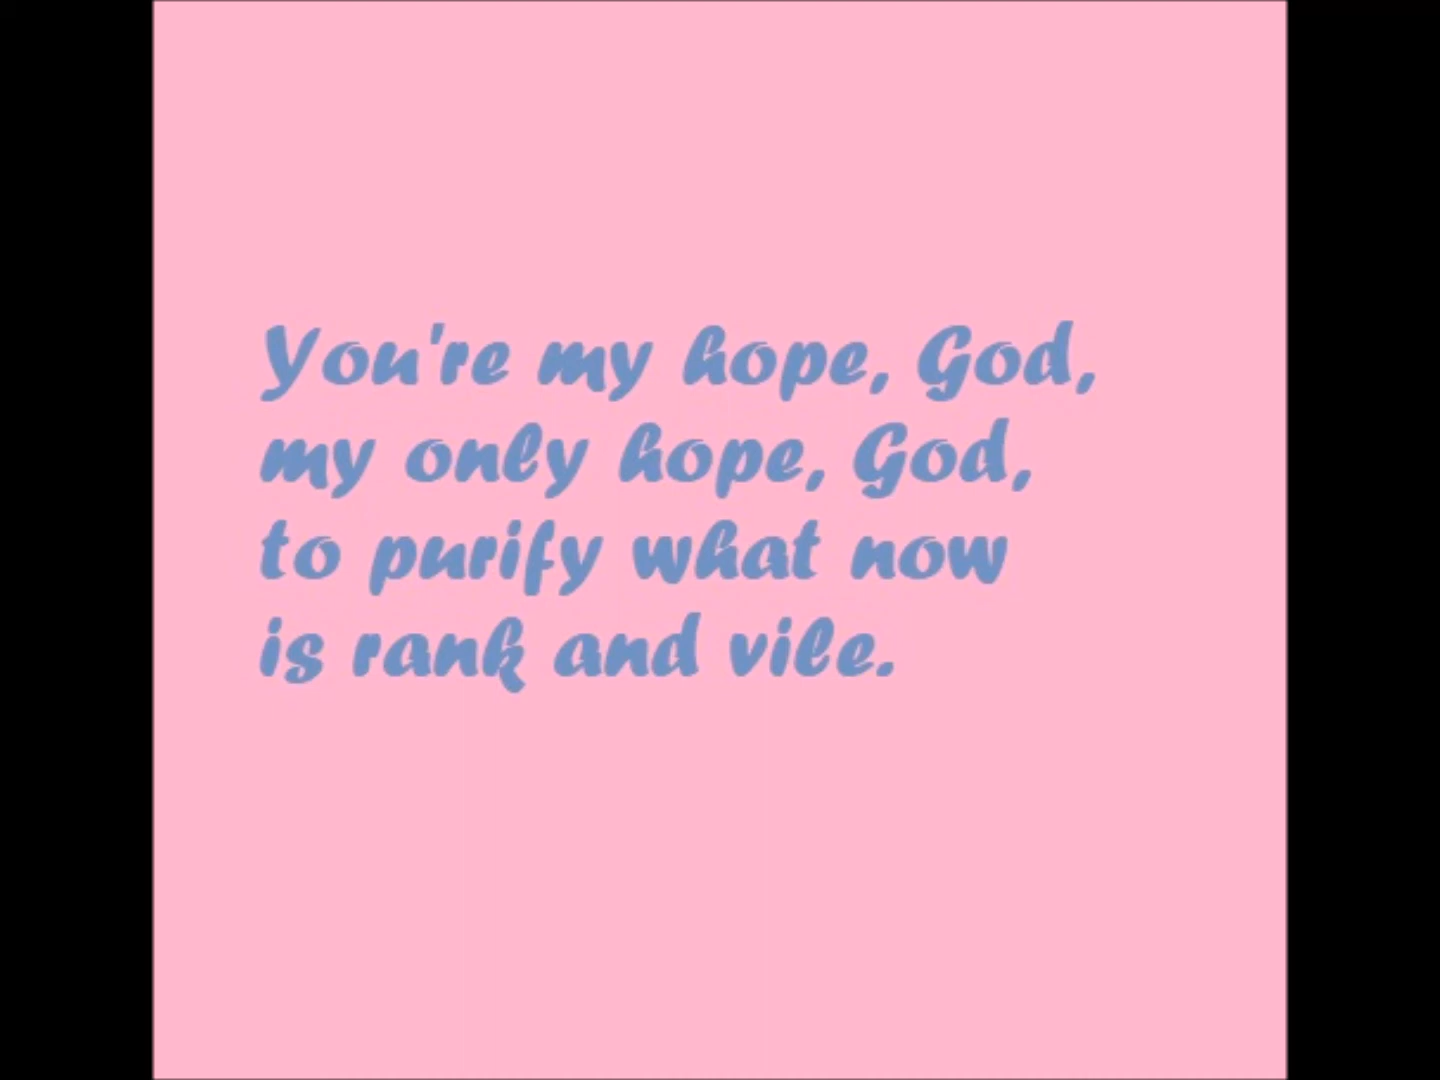 You're my hope, God,
my only hope, God,
to purify what now
is rank and vile.